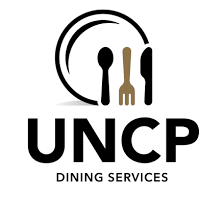 UNCP
DINING SERVICES